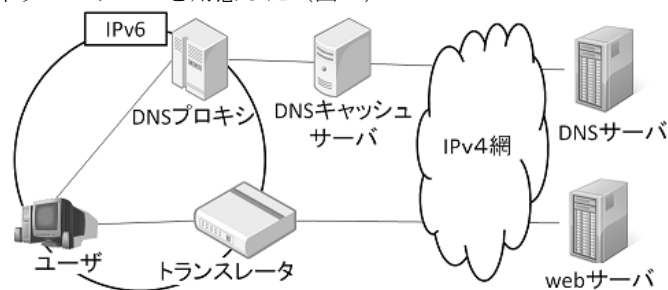 IPv6
DNSプロキシ
DNSキャッシュ
サーバ
IPv4網
DNSサーバ
ユーザ
トランスレータ
webサーバ